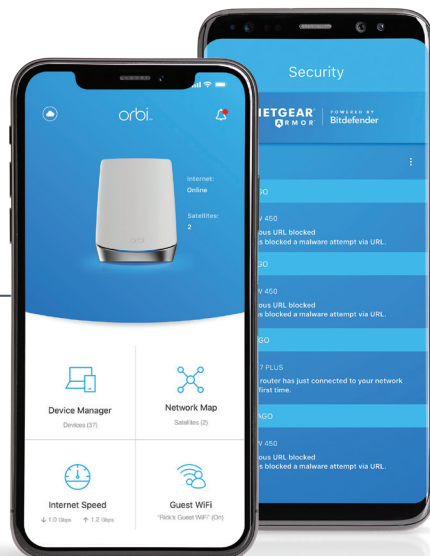 orbi
Internet:
Online
Satellites:
2
orbi
Device Manager
Devices (37)
Network Map
Satellites (2)
Internet Speed
↓ 1.0 Gbps ↑ 1.2 Gbps
Guest WiFi
"Rick's Guest WiFi" (On)
Security
NETGEAR
ARMOR
POWERED BY
Bitdefender
GO
W 450
ous URL blocked
s blocked a malware attempt via URL.
AGO
W 450
ous URL blocked
s blocked a malware attempt via URL.
GO
7 PLUS
router has just connected to your network
first time.
AGO
W 450
ous URL blocked
s blocked a malware attempt via URL.